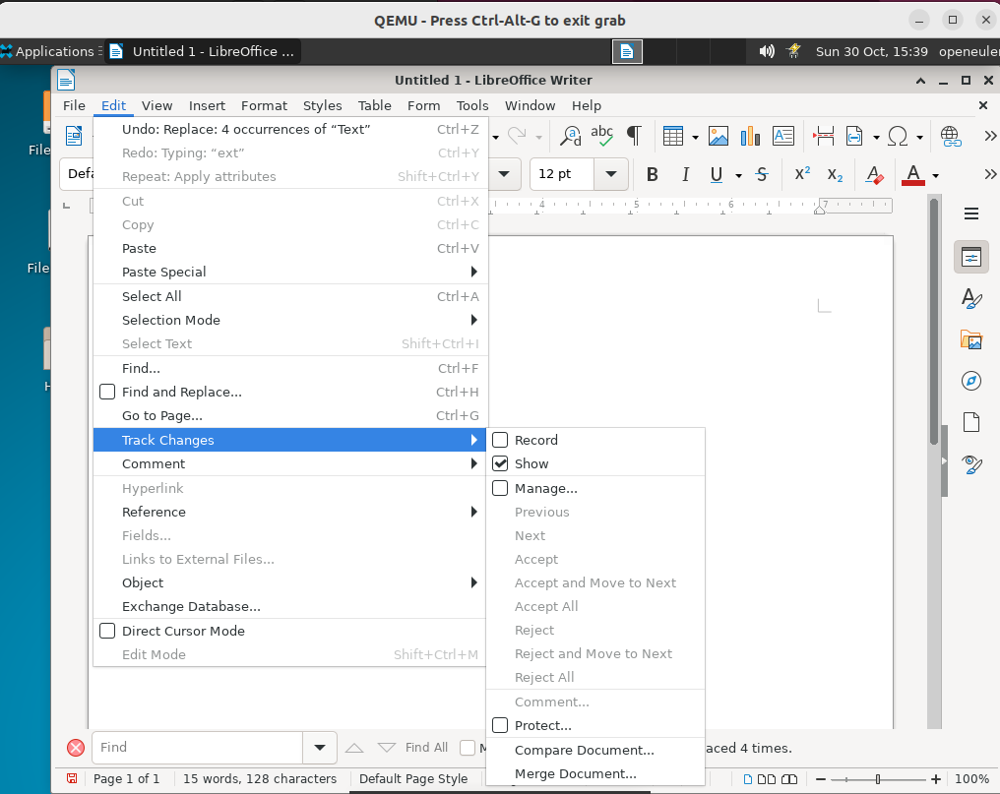 QEMU - Press Ctrl-Alt-G to exit grab
Applications
Untitled 1 - LibreOffice ...
Sun 30 Oct, 15:39
openeuler
Untitled 1 - LibreOffice Writer
File Edit View Insert Format Styles Table Form Tools Window Help
Undo: Replace: 4 occurrences of “Text” Ctrl+Z
Redo: Typing: “ext” Ctrl+Y
Repeat: Apply attributes Shift+Ctrl+Y
Cut Ctrl+X
Copy Ctrl+C
Paste Ctrl+V
Paste Special
Select All Ctrl+A
Selection Mode
Select Text Shift+Ctrl+I
Find... Ctrl+F
Find and Replace... Ctrl+H
Go to Page... Ctrl+G
Track Changes
Comment
Hyperlink
Reference
Fields...
Links to External Files...
Object
Exchange Database...
Direct Cursor Mode
Edit Mode Shift+Ctrl+M
Record
Show
Manage...
Previous
Next
Accept
Accept and Move to Next
Accept All
Reject
Reject and Move to Next
Reject All
Comment...
Protect...
Compare Document...
Merge Document...
abc
Defa
12 pt
B I U S X² X₂ A A
4 5 6 7
File
File
H
Find
Find All
M
aced 4 times.
Page 1 of 1
15 words, 128 characters
Default Page Style
100%